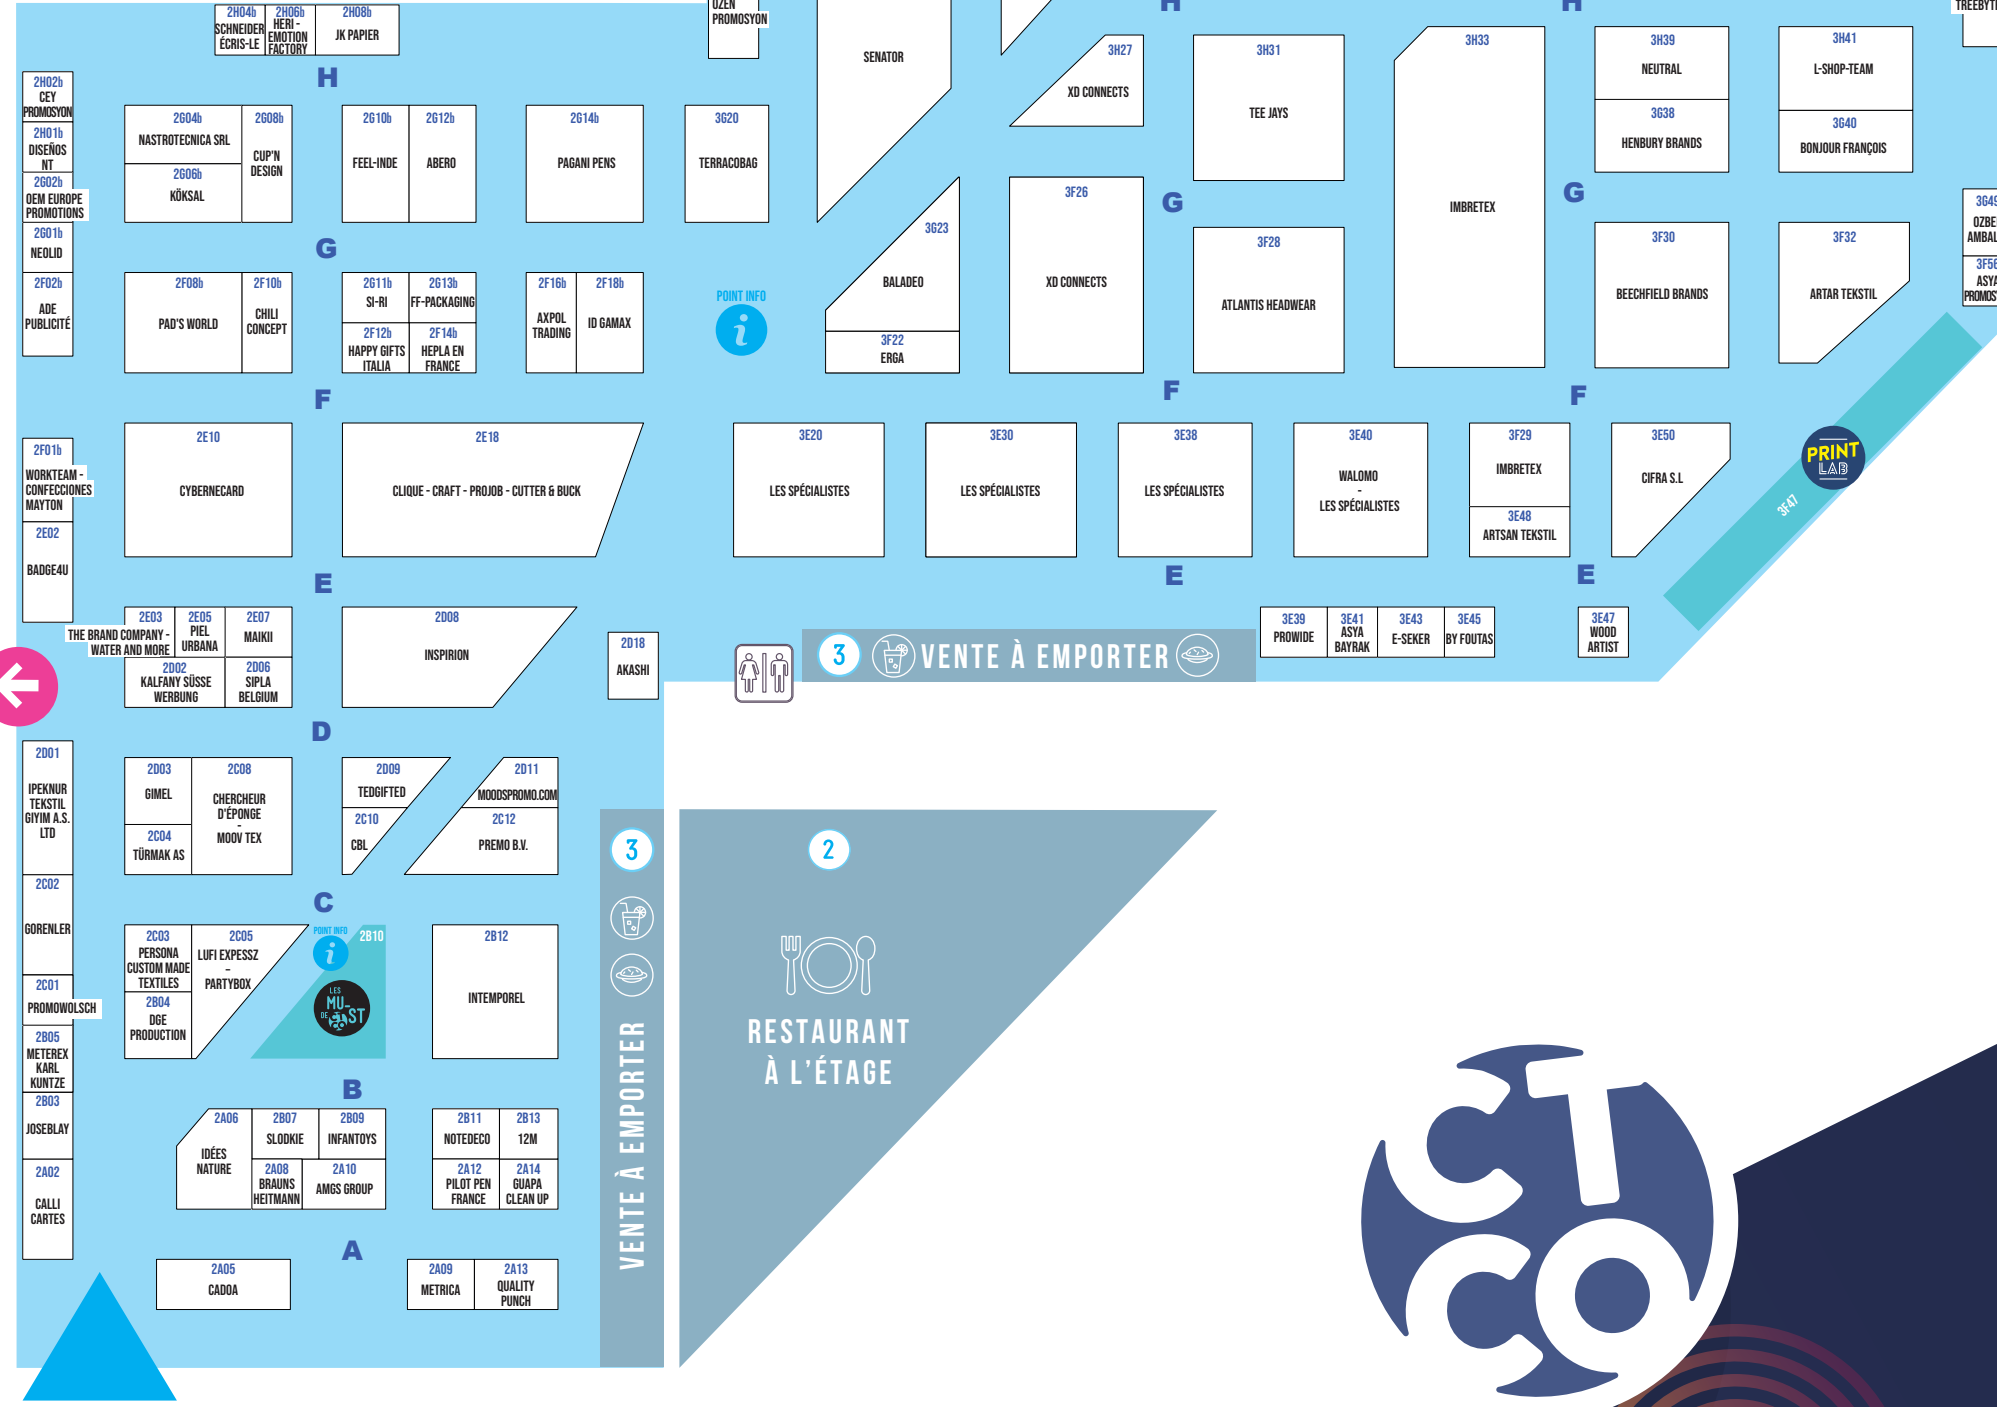 2H04b
SCHNEIDER
ÉCRIS-LE
2H06b
HERI -
EMOTION
FACTORY
2H08b
JK PAPIER
OZEN
PROMOSYON
SENATOR
H
H
H
3H27
XD CONNECTS
3H31
TEE JAYS
3H33
IMBRETEX
3H39
NEUTRAL
3G38
HENBURY BRANDS
3H41
L-SHOP-TEAM
3G40
BONJOUR FRANÇOIS
2H02b
CEY
PROMOSYON
2H01b
DISEÑOS
NT
2G02b
OEM EUROPE
PROMOTIONS
2G01b
NEOLID
2F02b
ADE
PUBLICITÉ
2G04b
NASTROTECNICA SRL
2G06b
KÖKSAL
2G08b
CUP'N
DESIGN
2G10b
FEEL-INDE
2G12b
ABERO
2G14b
PAGANI PENS
3G20
TERRACOBAG
G
G
G
2F08b
PAD'S WORLD
2F10b
CHILI
CONCEPT
2G11b
SI-RI
2G13b
FF-PACKAGING
2F12b
HAPPY GIFTS
ITALIA
2F14b
HEPLA EN
FRANCE
2F16b
AXPOL
TRADING
2F18b
ID GAMAX
POINT INFO
i
3G23
BALADEO
3F22
ERGA
3F26
XD CONNECTS
3F28
ATLANTIS HEADWEAR
3F30
BEECHFIELD BRANDS
3F32
ARTAR TEKSTIL
3G49
3F56
ASYA
F
F
F
2F01b
WORKTEAM -
CONFECCIONES
MAYTON
2E02
BADGE4U
2E10
CYBERNECARD
2E18
CLIQUE - CRAFT - PROJOB - CUTTER & BUCK
3E20
LES SPÉCIALISTES
3E30
LES SPÉCIALISTES
3E38
LES SPÉCIALISTES
3E40
WALOMO
-
LES SPÉCIALISTES
3F29
IMBRETEX
3E48
ARTSAN TEKSTIL
3E50
CIFRA S.L
PRINT
LAB
3F47
E
E
E
2E03
THE BRAND COMPANY -
WATER AND MORE
2E05
PIEL
URBANA
2E07
MAIKII
2D02
KALFANY SÜSSE
WERBUNG
2D06
SIPLA
BELGIUM
2D08
INSPIRION
2D18
AKASHI
3
VENTE À EMPORTER
3E39
PROWIDE
3E41
ASYA
BAYRAK
3E43
E-SEKER
3E45
BY FOUTAS
3E47
WOOD
ARTIST
D
2D01
IPEKNUR
TEKSTIL
GIYIM A.S.
LTD
2C02
GORENLER
2C01
PROMOWOLSCH
2B05
METEREX
KARL
KUNTZE
2B03
JOSEBLAY
2A02
CALLI
CARTES
2D03
GIMEL
2C04
TÜRMAK AS
2C08
CHERCHEUR
D'ÉPONGE
-
MOOV TEX
2D09
TEDGIFTED
2C10
CBL
2D11
MOODSPROMO.COM
2C12
PREMO B.V.
C
2C03
PERSONA
CUSTOM MADE
TEXTILES
2B04
DGE
PRODUCTION
2C05
LUFI EXPESSZ
–
PARTYBOX
POINT INFO
i
2B10
LES
MU_
DE CTCO ST
2B12
INTEMPOREL
B
2A06
IDÉES
NATURE
2B07
SLODKIE
2B09
INFANTOYS
2A08
BRAUNS
HEITMANN
2A10
AMGS GROUP
2B11
NOTEDECO
2B13
12M
2A12
PILOT PEN
FRANCE
2A14
GUAPA
CLEAN UP
A
2A05
CADOA
2A09
METRICA
2A13
QUALITY
PUNCH
3
VENTE À EMPORTER
2
RESTAURANT
À L'ÉTAGE
CT
CO